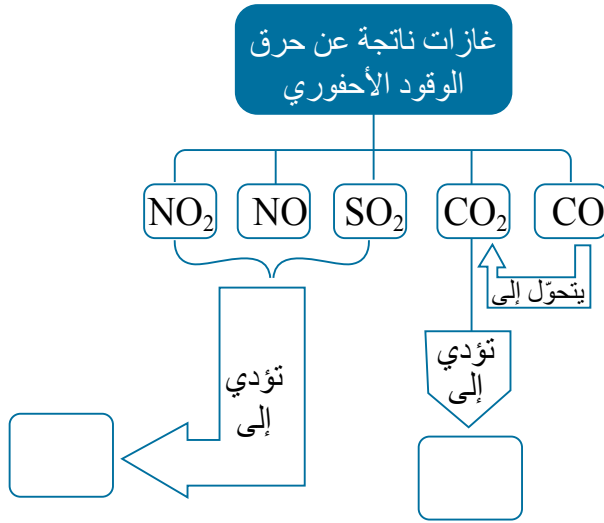 غازات ناتجة عن حرق
الوقود الأحفوري
CO
CO₂
SO₂
NO
NO₂
يتحوّل إلى
تؤدي
إلى
تؤدي
إلى